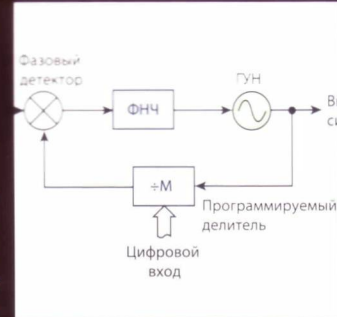 Фазовый
детектор
ФНЧ
ГУН
÷M
Программируемый
делитель
Цифровой
вход